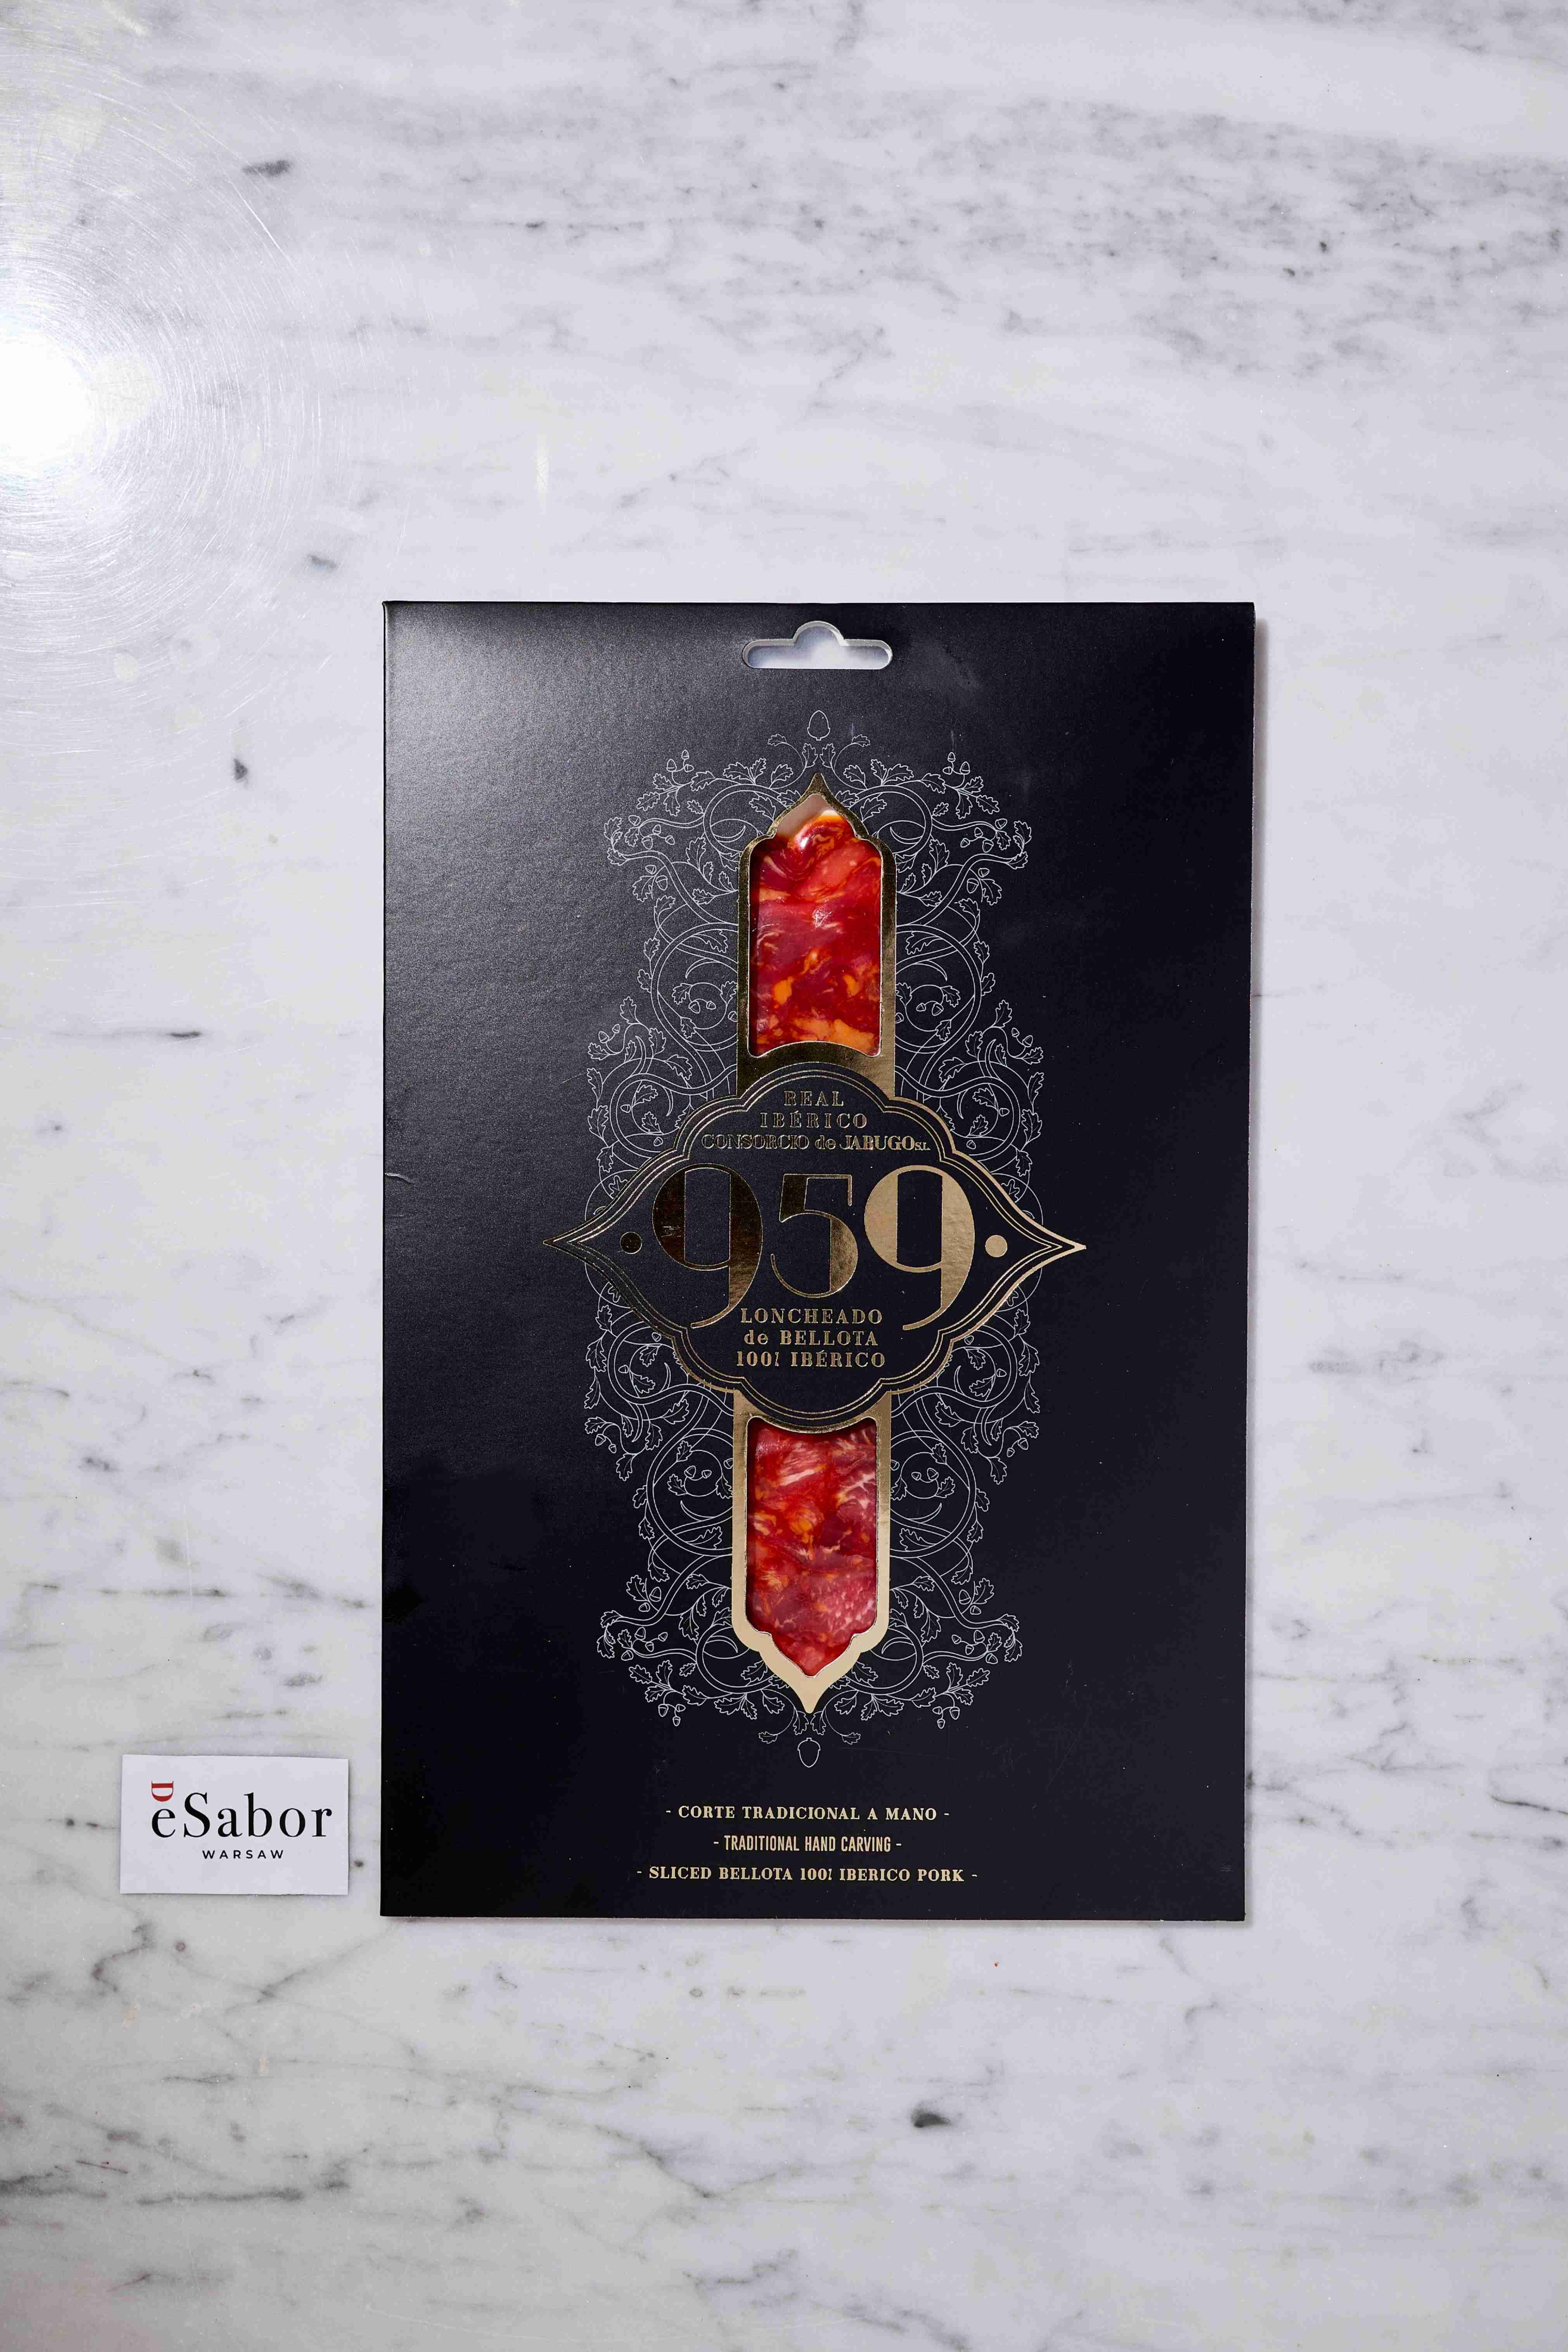 REAL
IBÉRICO
CONSORCIO de JABUGO S.L.
959
LONCHEADO
de BELLOTA
100% IBÉRICO
- CORTE TRADICIONAL A MANO -
- TRADITIONAL HAND CARVING -
- SLICED BELLOTA 100% IBERICO PORK -
DeSabor
WARSAW